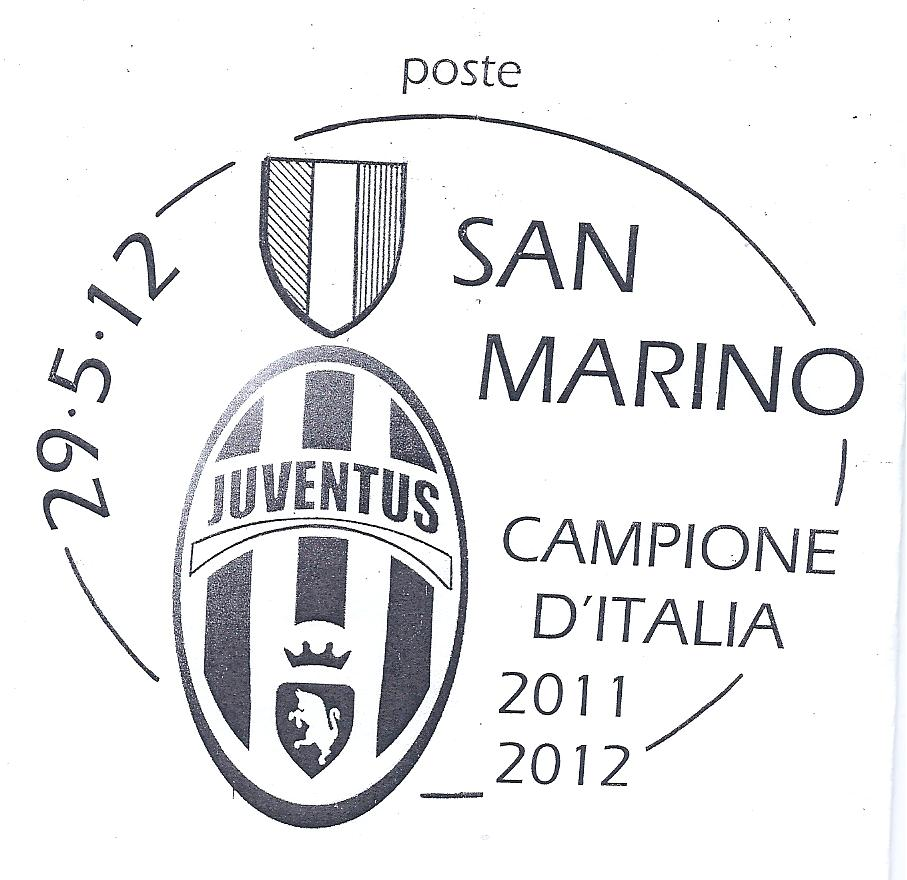 poste
29·5·12
SAN
MARINO
JUVENTUS
CAMPIONE
D'ITALIA
2011
2012